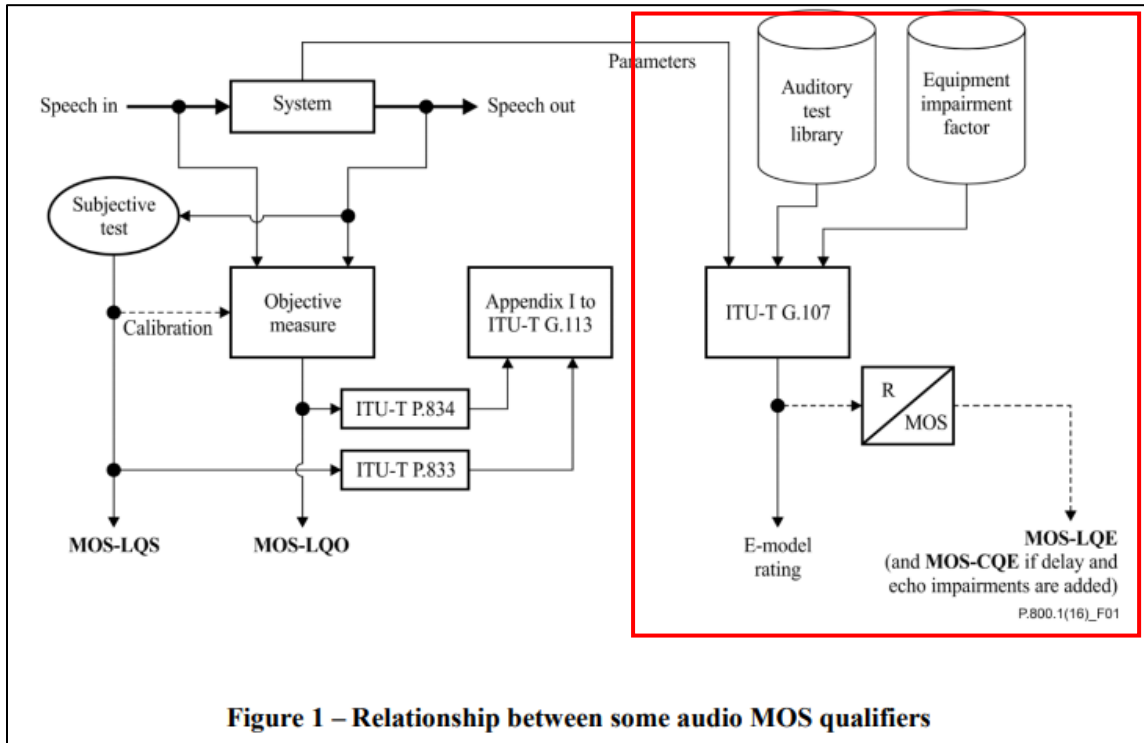 Parameters
Speech in
System
Speech out
Auditory
test
library
Equipment
impairment
factor
Subjective
test
Calibration
Objective
measure
Appendix I to
ITU-T G.113
ITU-T G.107
ITU-T P.834
ITU-T P.833
R
MOS
MOS-LQS
MOS-LQO
E-model
rating
MOS-LQE
(and MOS-CQE if delay and
echo impairments are added)
P.800.1(16)_F01
Figure 1 – Relationship between some audio MOS qualifiers